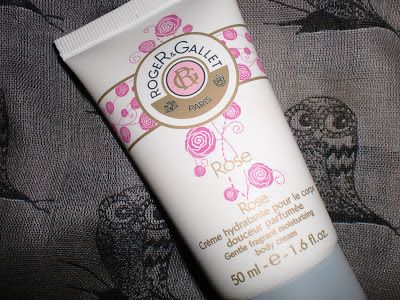 ROGER & GALLET
RG
PARIS
Rose
Rose
Crème hydratante pour le corps
douceur parfumée
Gentle fragrant moisturizing
body cream
50 ml - e - 1.6 fl.oz.